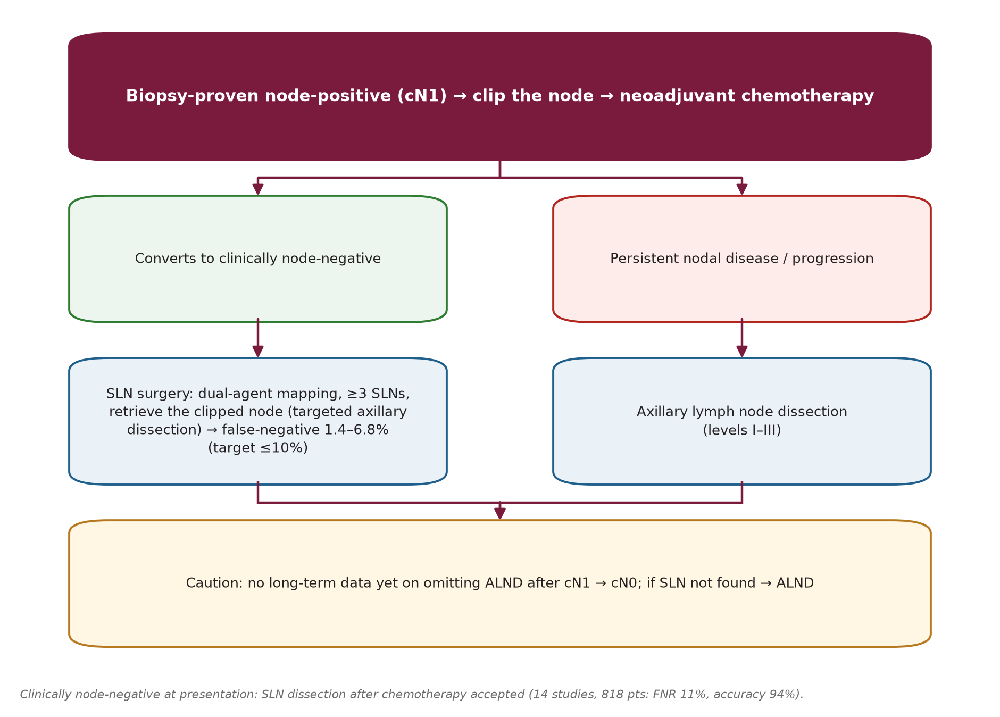 Biopsy-proven node-positive (cN1) → clip the node → neoadjuvant chemotherapy
Converts to clinically node-negative
Persistent nodal disease / progression
SLN surgery: dual-agent mapping, ≥3 SLNs,
retrieve the clipped node (targeted axillary
dissection) → false-negative 1.4–6.8%
(target ≤10%)
Axillary lymph node dissection
(levels I–III)
Caution: no long-term data yet on omitting ALND after cN1 → cN0; if SLN not found → ALND
Clinically node-negative at presentation: SLN dissection after chemotherapy accepted (14 studies, 818 pts: FNR 11%, accuracy 94%).